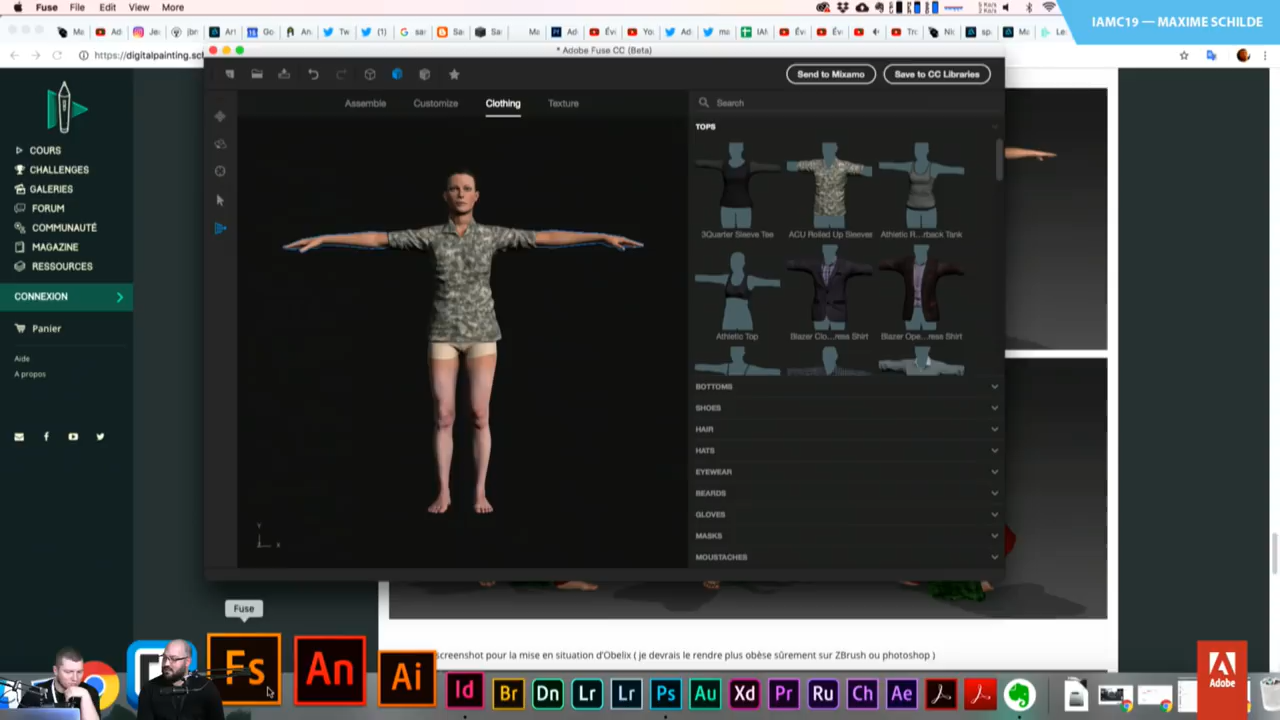 Fuse File Edit View More
IAMC19 — MAXIME SCHILDE
* Adobe Fuse CC (Beta)
https://digitalpainting.sc
Send to Mixamo Save to CC Libraries
Assemble Customize Clothing Texture
Search
TOPS
3Quarter Sleeve Tee ACU Rolled Up Sleeves Athletic R...rback Tank
Athletic Top Blazer Clo...ress Shirt Blazer Ope...ress Shirt
BOTTOMS
SHOES
HAIR
HATS
EYEWEAR
BEARDS
GLOVES
MASKS
MOUSTACHES
COURS
CHALLENGES
GALERIES
FORUM
COMMUNAUTÉ
MAGAZINE
RESSOURCES
CONNEXION
Panier
Aide
A propos
Y
X
Fuse
screenshot pour la mise en situation d'Obelix ( je devrais le rendre plus obèse sûrement sur ZBrush ou photoshop )
Fs An Ai Id Br Dn Lr Lr Ps Au Xd Pr Ru Ch Ae
Adobe